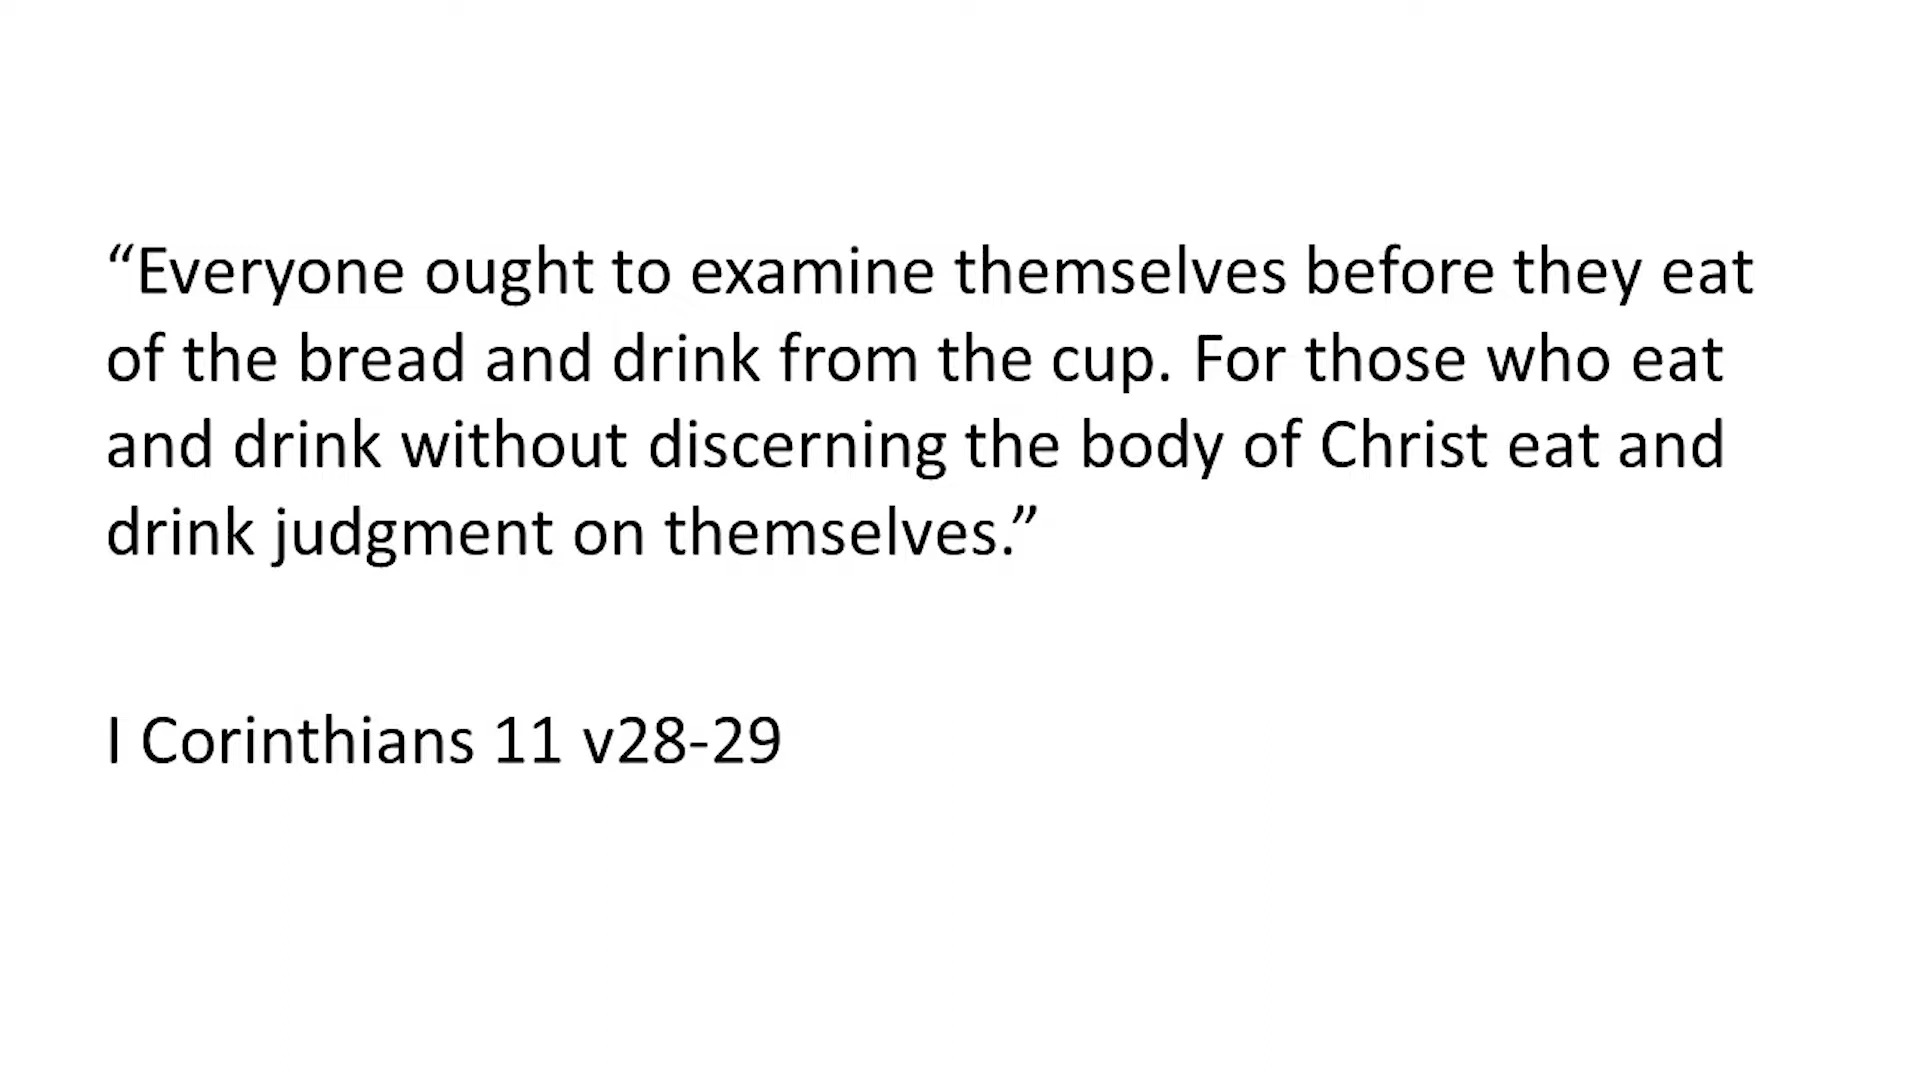 “Everyone ought to examine themselves before they eat
of the bread and drink from the cup. For those who eat
and drink without discerning the body of Christ eat and
drink judgment on themselves.”
I Corinthians 11 v28-29